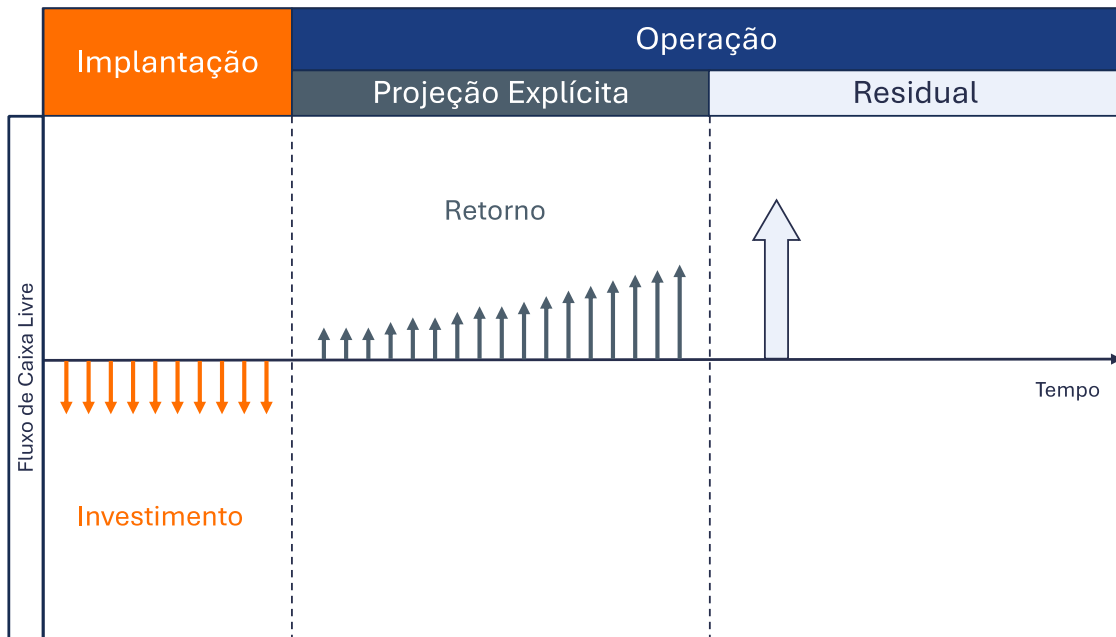 Implantação
Operação
Projeção Explícita
Residual
Fluxo de Caixa Livre
Retorno
Tempo
Investimento